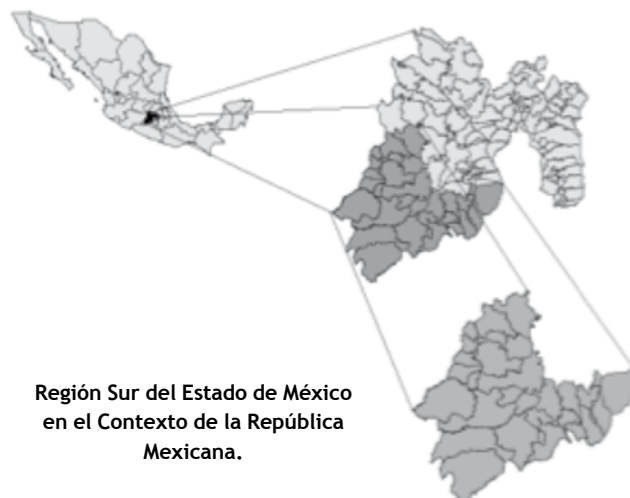 Región Sur del Estado de México
en el Contexto de la República
Mexicana.